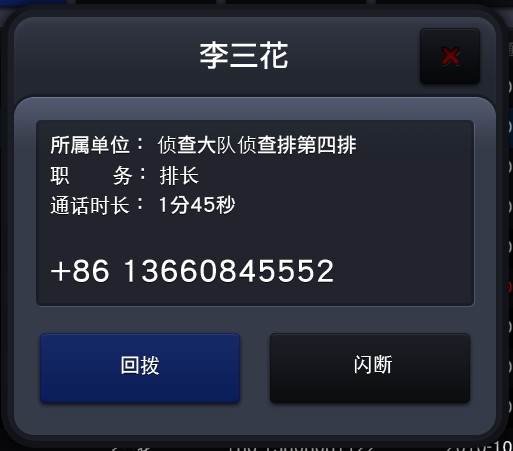 李三花
所属单位： 侦查大队侦查排第四排
职 务： 排长
通话时长： 1分45秒
+86 13660845552
回拨
闪断